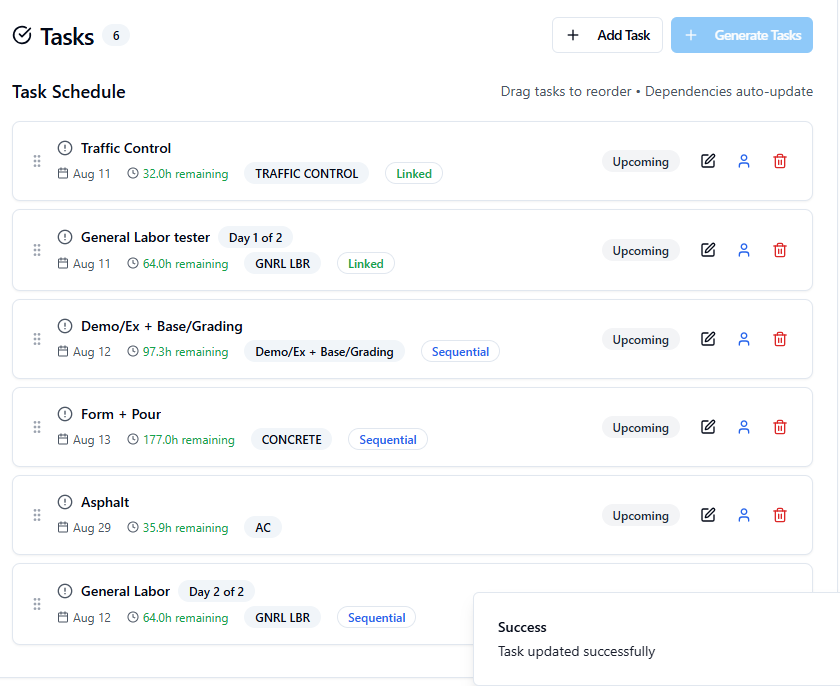 Tasks 6
+ Add Task
+ Generate Tasks
Task Schedule
Drag tasks to reorder • Dependencies auto-update
Traffic Control
Aug 11 32.0h remaining TRAFFIC CONTROL Linked
Upcoming
General Labor tester Day 1 of 2
Aug 11 64.0h remaining GNRL LBR Linked
Upcoming
Demo/Ex + Base/Grading
Aug 12 97.3h remaining Demo/Ex + Base/Grading Sequential
Upcoming
Form + Pour
Aug 13 177.0h remaining CONCRETE Sequential
Upcoming
Asphalt
Aug 29 35.9h remaining AC
Upcoming
General Labor Day 2 of 2
Aug 12 64.0h remaining GNRL LBR Sequential
Success
Task updated successfully